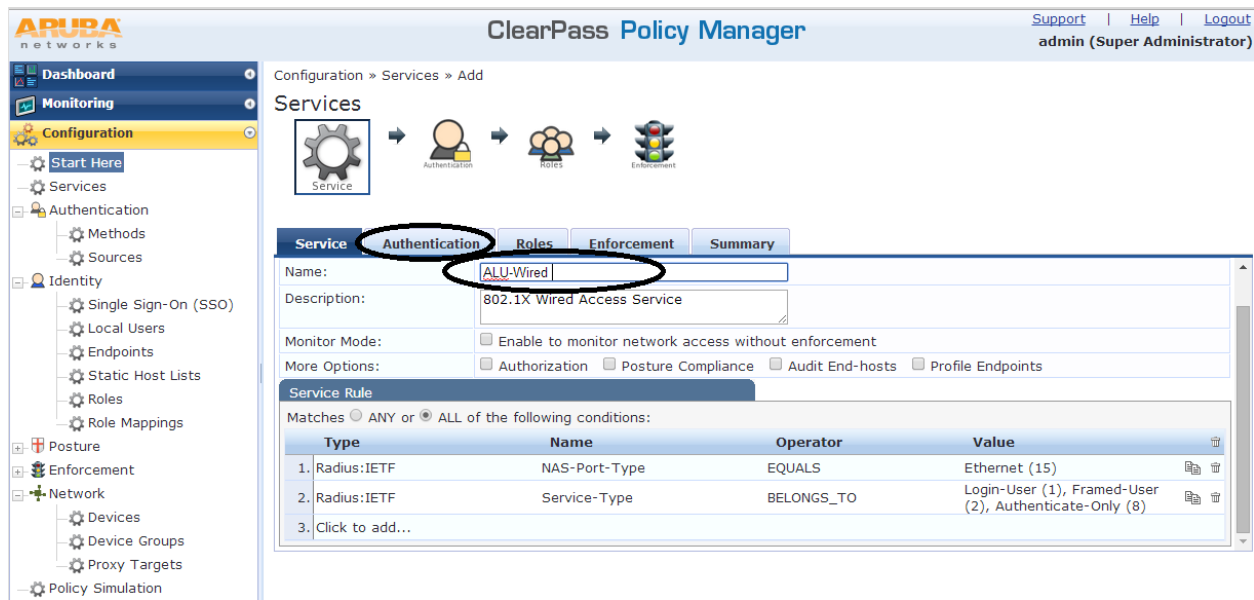 ARUBA
networks
ClearPass Policy Manager
Support | Help | Logout
admin (Super Administrator)
Dashboard
Monitoring
Configuration
Start Here
Services
Authentication
Methods
Sources
Identity
Single Sign-On (SSO)
Local Users
Endpoints
Static Host Lists
Roles
Role Mappings
Posture
Enforcement
Network
Devices
Device Groups
Proxy Targets
Policy Simulation
Configuration » Services » Add
Services
Service
Authentication
Roles
Enforcement
Service Authentication Roles Enforcement Summary
Name: ALU-Wired
Description: 802.1X Wired Access Service
Monitor Mode: Enable to monitor network access without enforcement
More Options: Authorization Posture Compliance Audit End-hosts Profile Endpoints
Service Rule
Matches ANY or ALL of the following conditions:
Type Name Operator Value
1. Radius:IETF NAS-Port-Type EQUALS Ethernet (15)
2. Radius:IETF Service-Type BELONGS_TO Login-User (1), Framed-User
(2), Authenticate-Only (8)
3. Click to add...